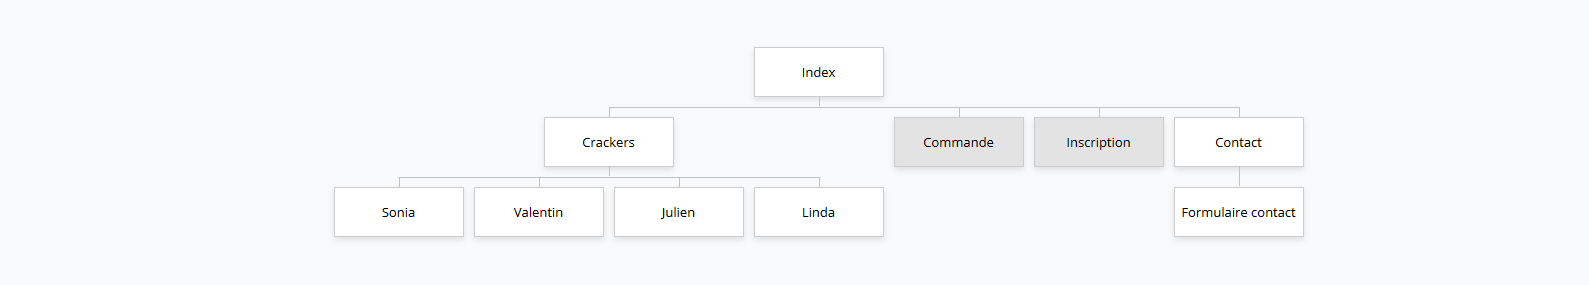 Index
Crackers
Commande
Inscription
Contact
Sonia
Valentin
Julien
Linda
Formulaire contact